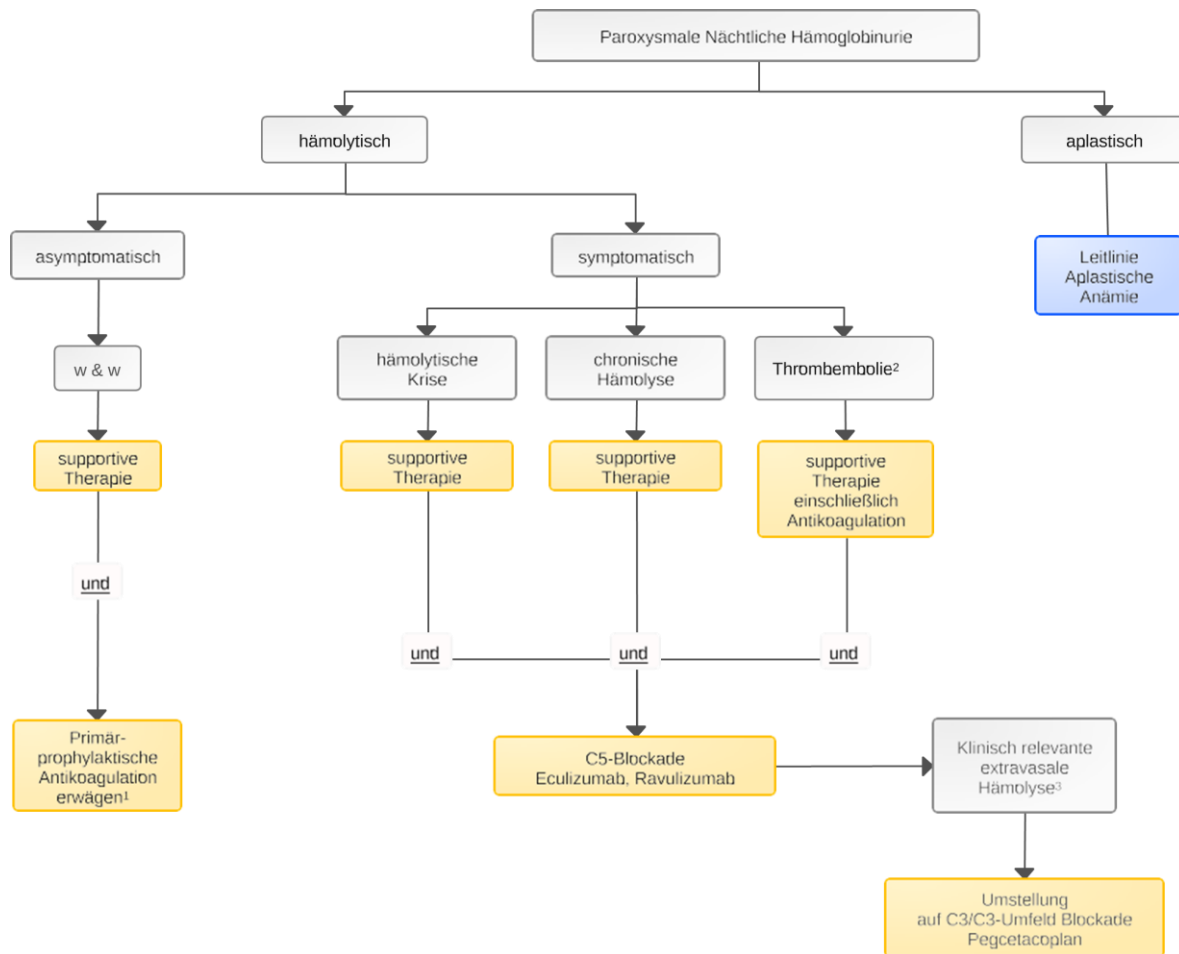 Paroxysmale Nächtliche Hämoglobinurie
hämolytisch
aplastisch
asymptomatisch
symptomatisch
Leitlinie
Aplastische
Anämie
w & w
hämolytische
Krise
chronische
Hämolyse
Thrombembolie²
supportive
Therapie
supportive
Therapie
supportive
Therapie
supportive
Therapie
einschließlich
Antikoagulation
und
und
und
und
Primär-
prophylaktische
Antikoagulation
erwägen¹
C5-Blockade
Eculizumab, Ravulizumab
Klinisch relevante
extravasale
Hämolyse³
Umstellung
auf C3/C3-Umfeld Blockade
Pegcetacoplan